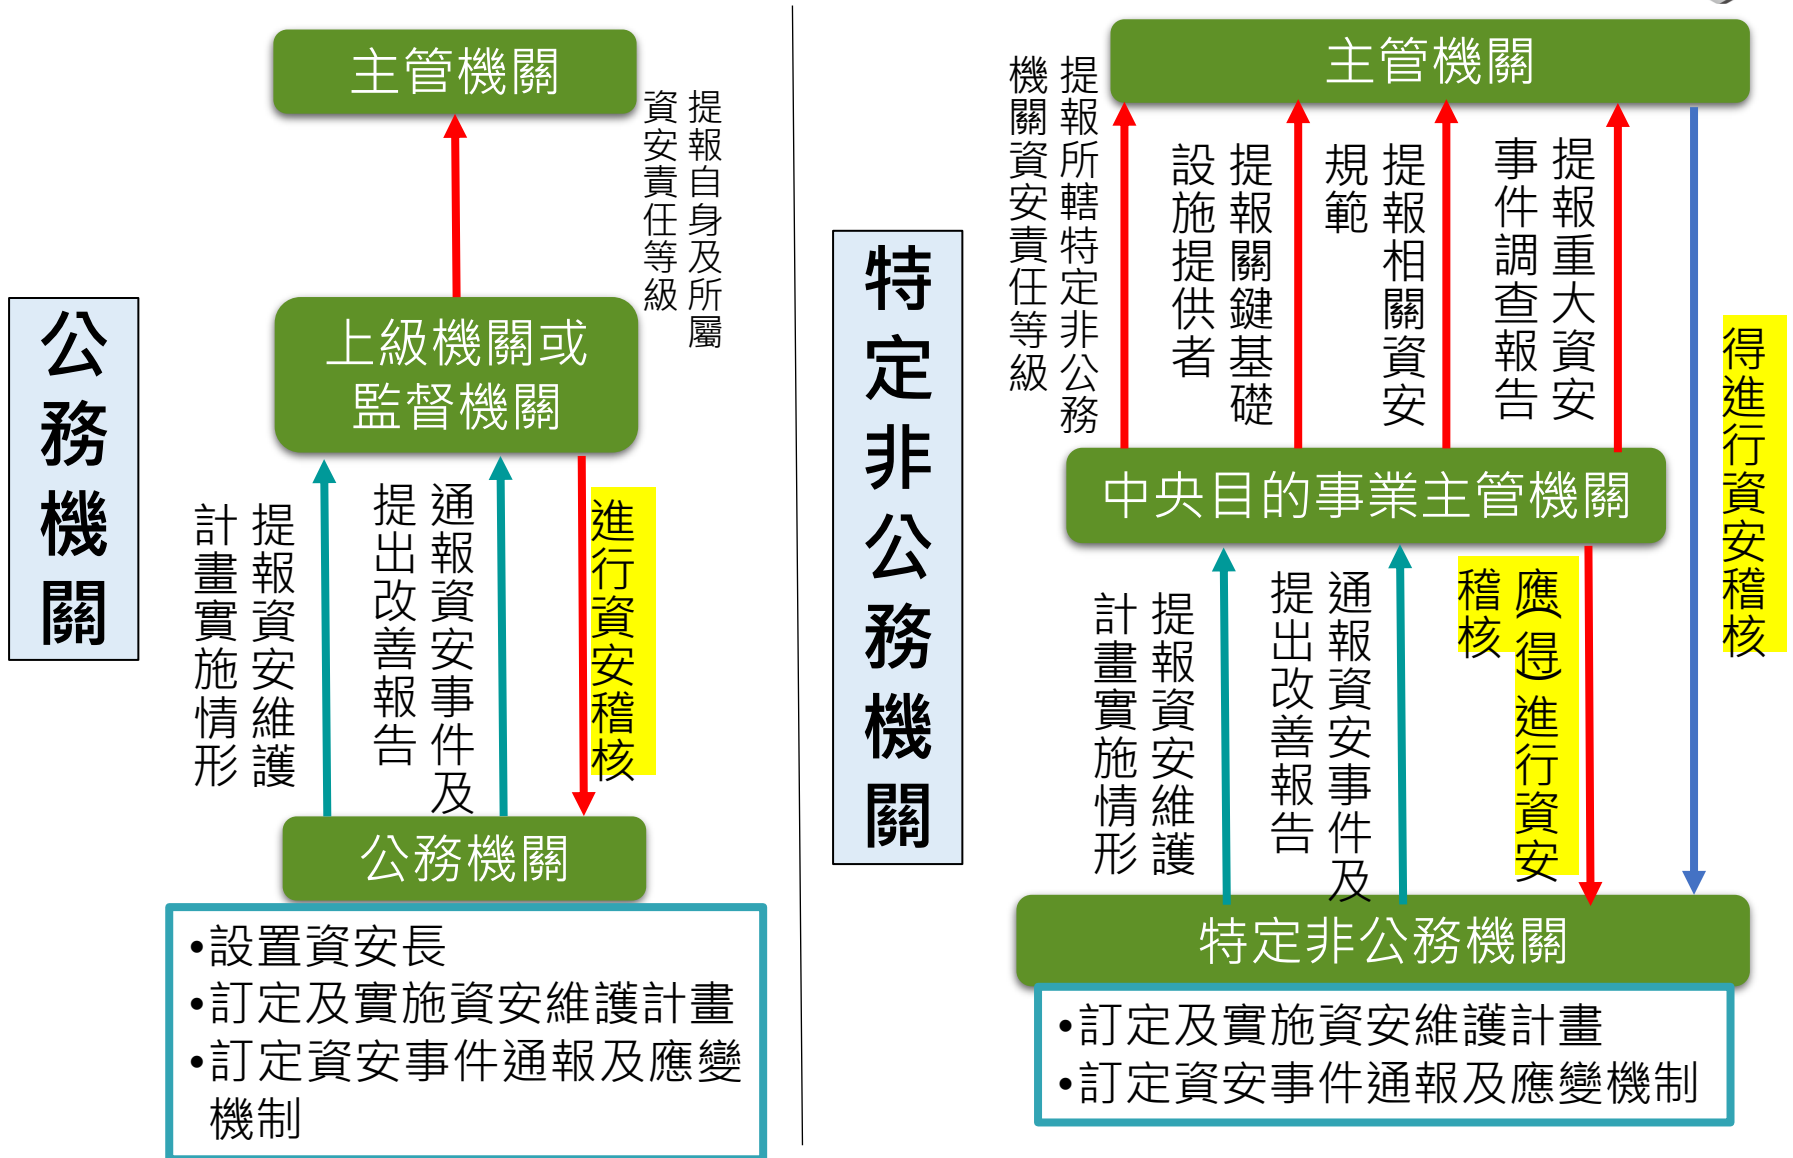 公務機關
主管機關
提報自身及所屬
資安責任等級
上級機關或
監督機關
提報資安維護
計畫實施情形
通報資安事件及
提出改善報告
進行資安稽核
公務機關
•設置資安長
•訂定及實施資安維護計畫
•訂定資安事件通報及應變
機制
特定非公務機關
主管機關
提報所轄特定非公務
機關資安責任等級
提報關鍵基礎
設施提供者
提報相關資安
規範
提報重大資安
事件調查報告
得進行資安稽核
中央目的事業主管機關
提報資安維護
計畫實施情形
通報資安事件及
提出改善報告
應(得)進行資安
稽核
特定非公務機關
•訂定及實施資安維護計畫
•訂定資安事件通報及應變機制